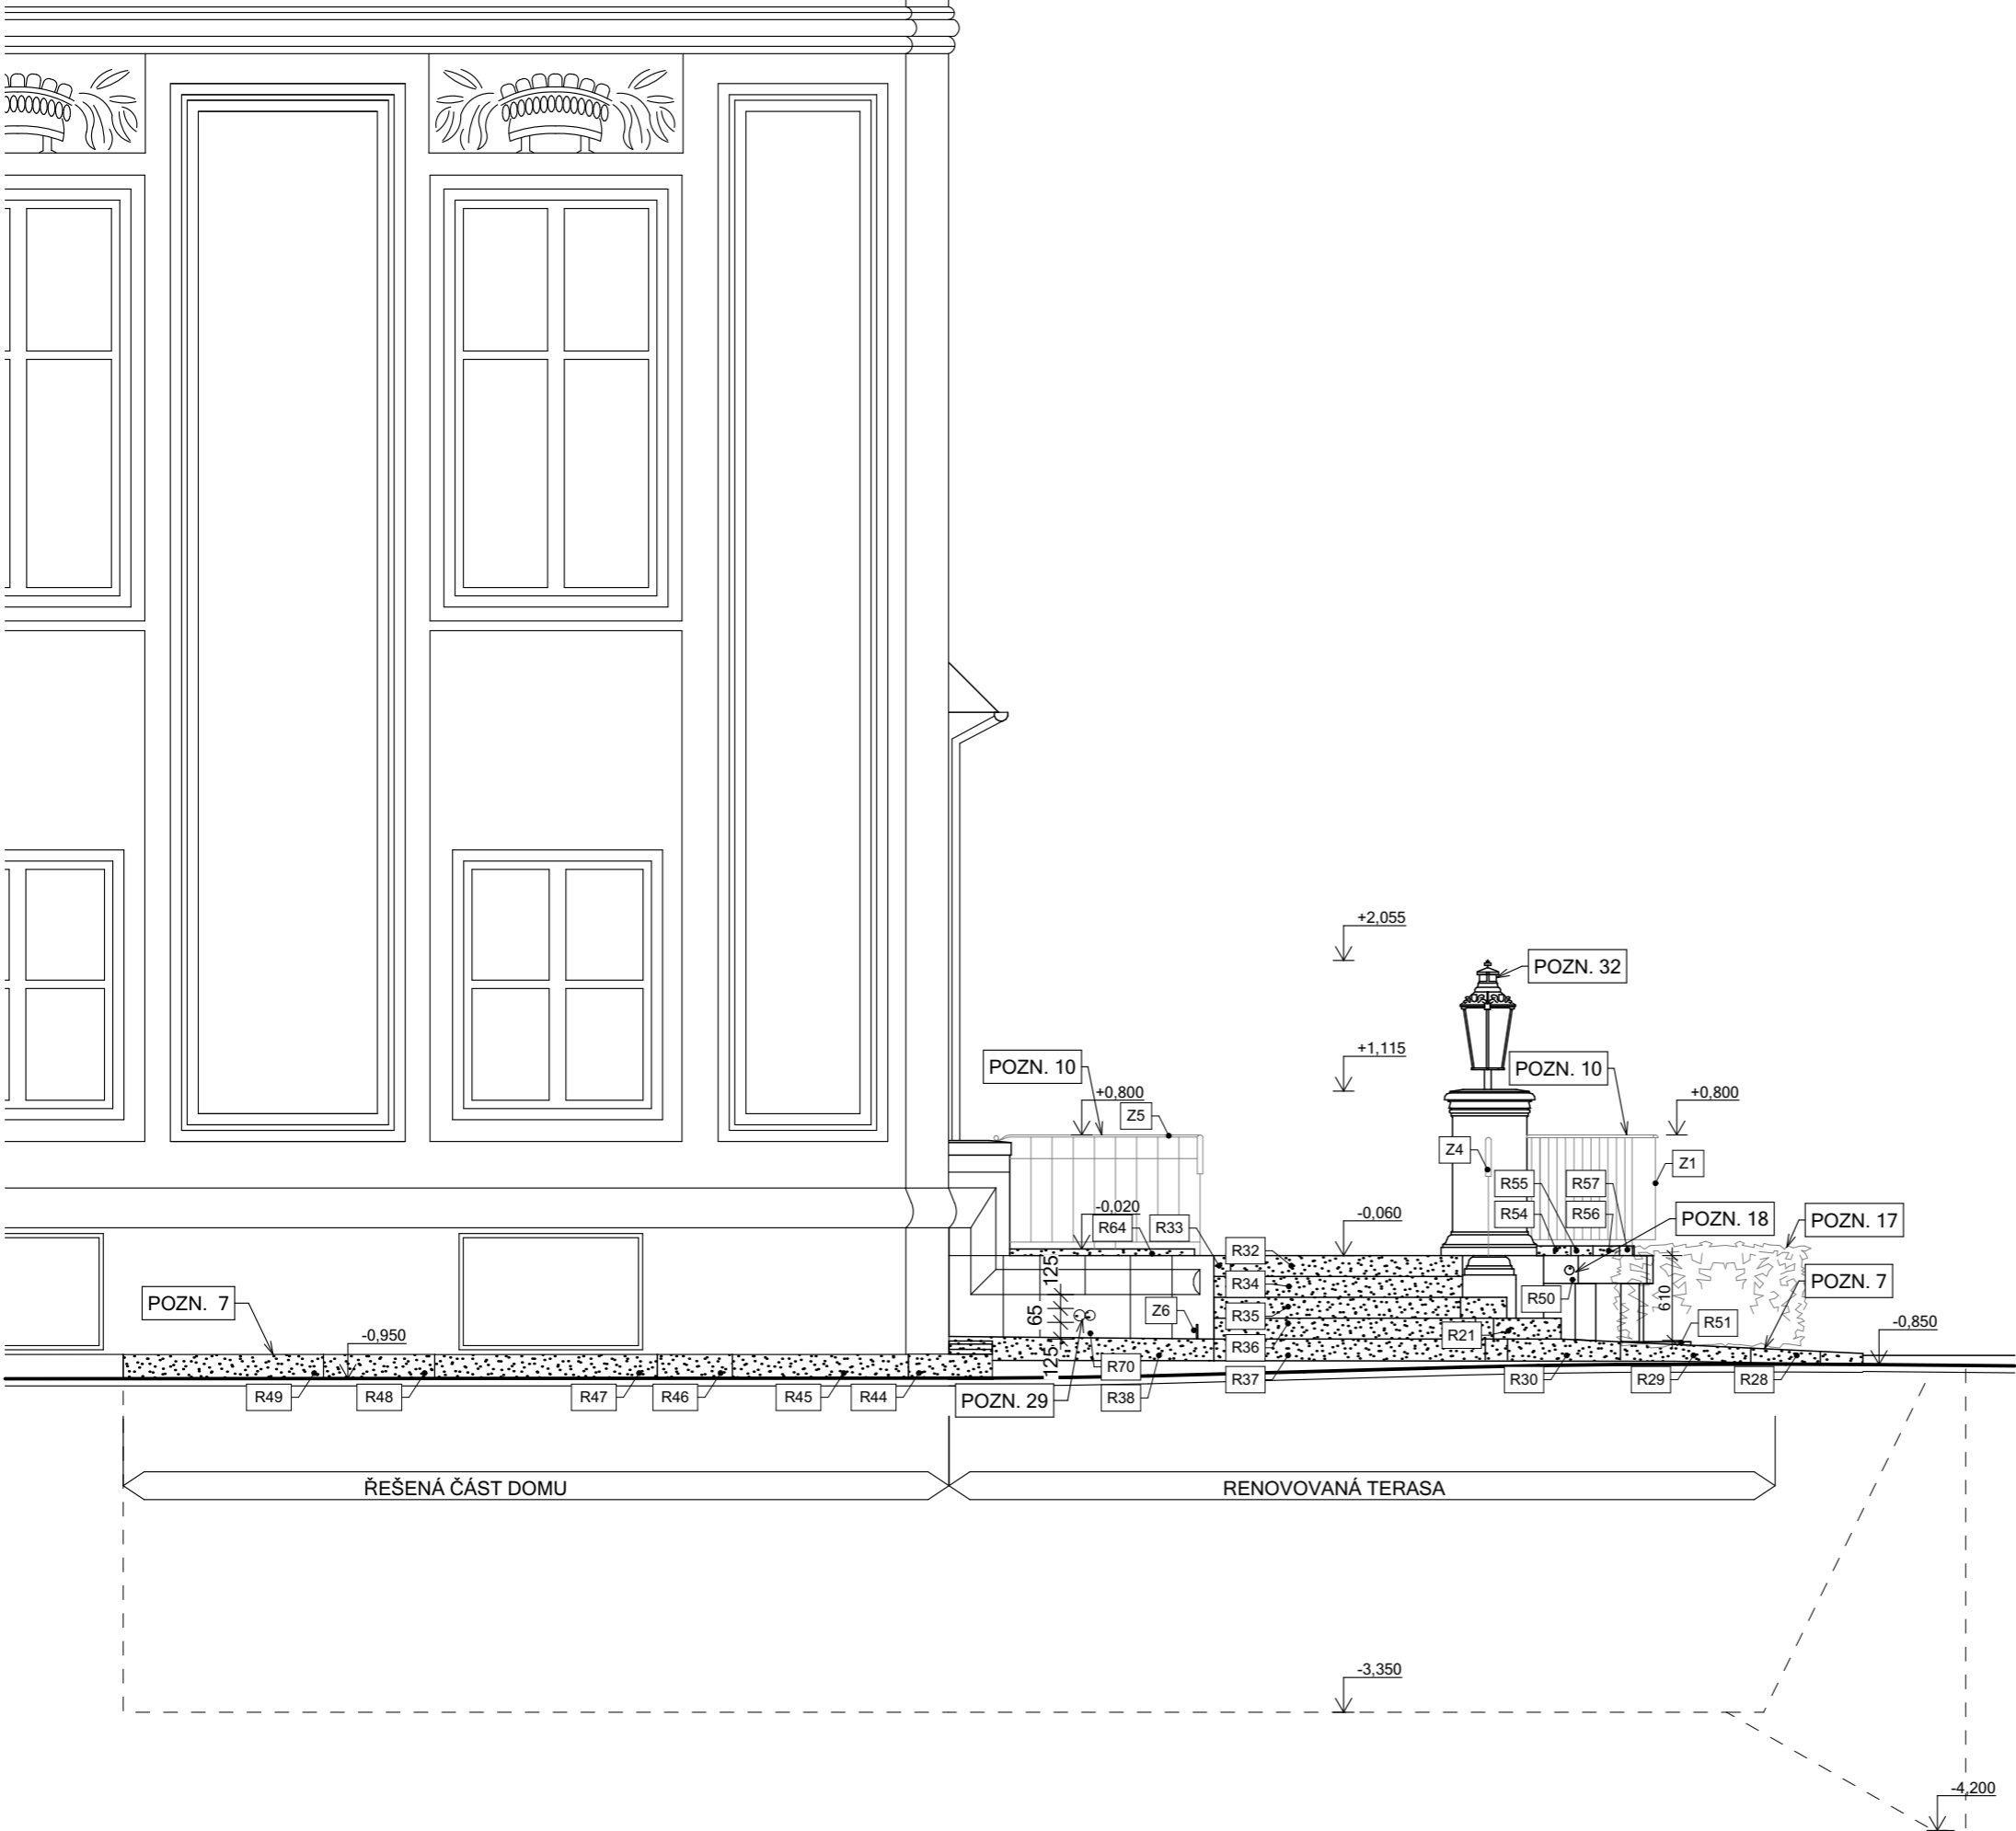 +2,055
POZN. 32
+1,115
POZN. 10
POZN. 10
+0,800
+0,800
Z5
Z4
Z1
R55
R57
-0,020
-0,060
R54
R56
POZN. 18
POZN. 17
R64
R33
R32
125
R34
POZN. 7
POZN. 7
R50
610
65
Z6
R35
R21
R51
-0,950
-0,850
R36
125
R70
R37
R49
R48
R47
R46
R45
R44
POZN. 29
R38
R30
R29
R28
ŘEŠENÁ ČÁST DOMU
RENOVOVANÁ TERASA
-3,350
-4,200